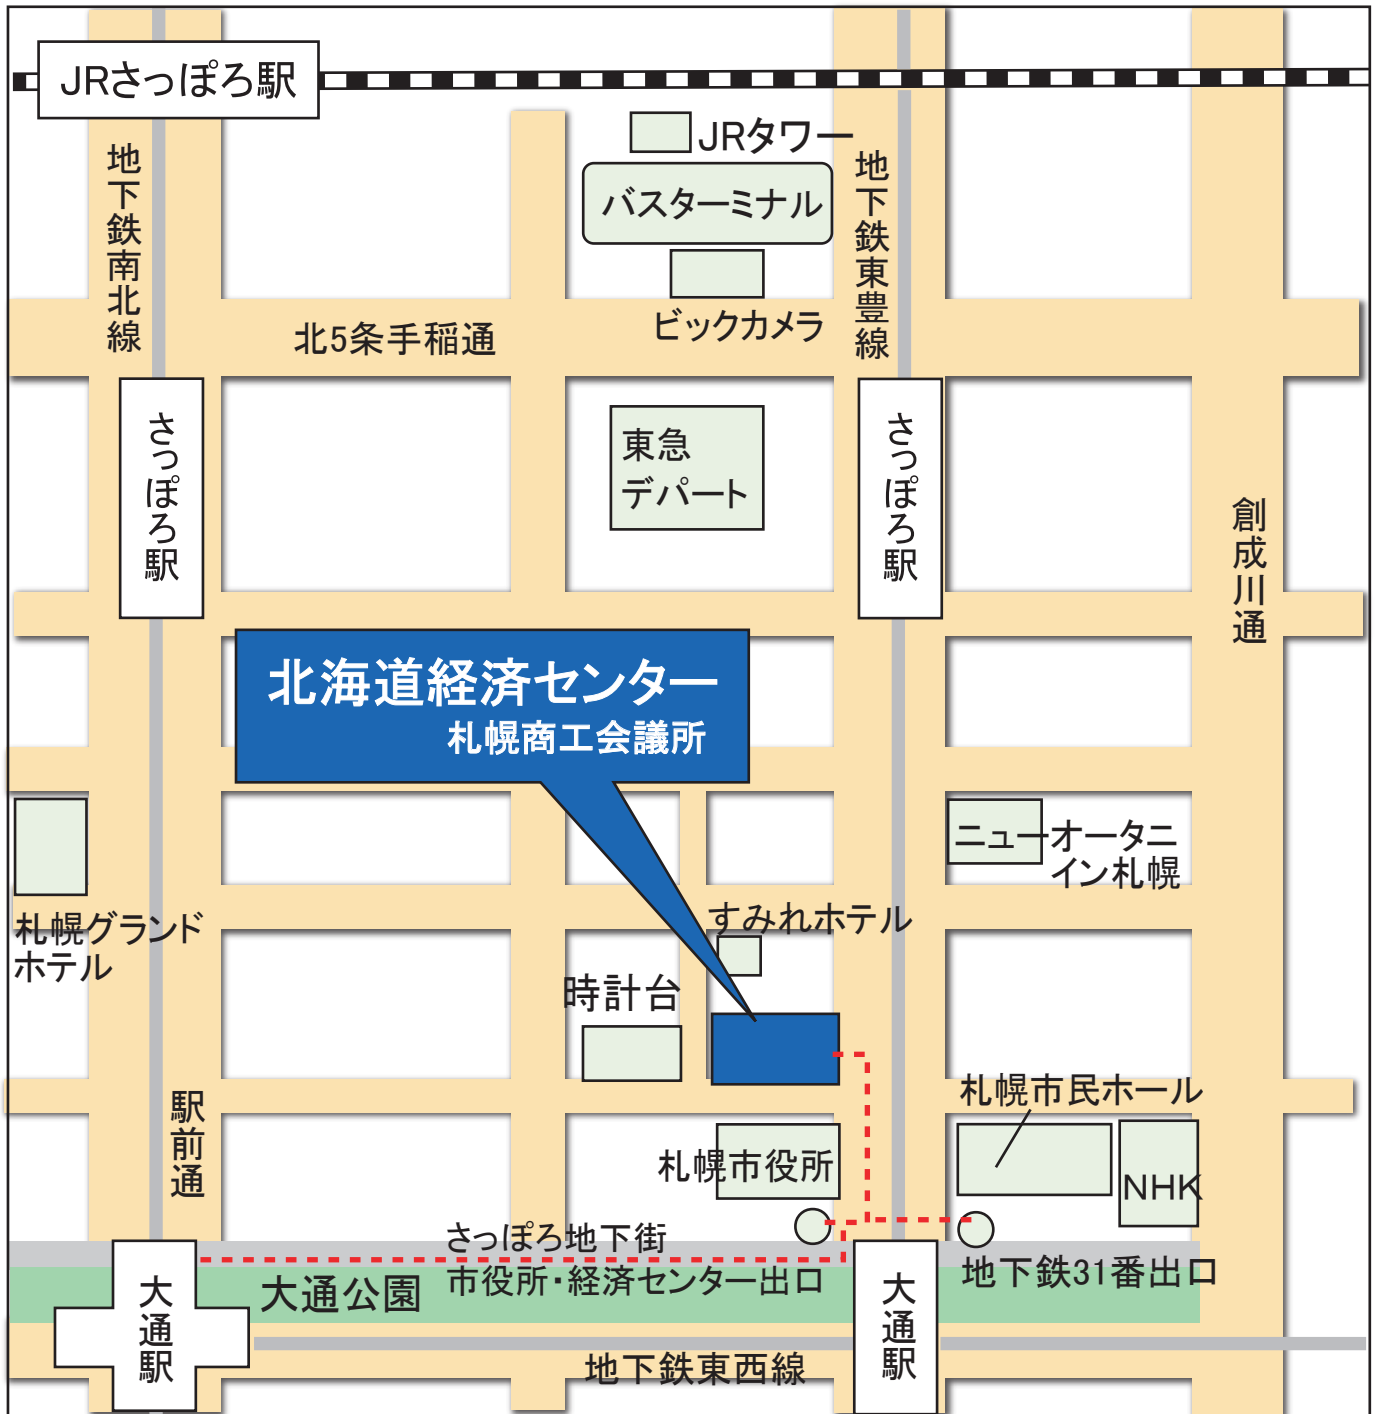 JRさっぽろ駅
JRタワー
地下鉄南北線
バスターミナル
地下鉄東豊線
ビックカメラ
北5条手稲通
さっぽろ駅
東急
デパート
さっぽろ駅
創成川通
北海道経済センター
札幌商工会議所
ニューオータニ
イン札幌
札幌グランド
ホテル
すみれホテル
時計台
駅前通
札幌市民ホール
札幌市役所
NHK
さっぽろ地下街
市役所・経済センター出口
地下鉄31番出口
大通公園
大通駅
大通駅
地下鉄東西線